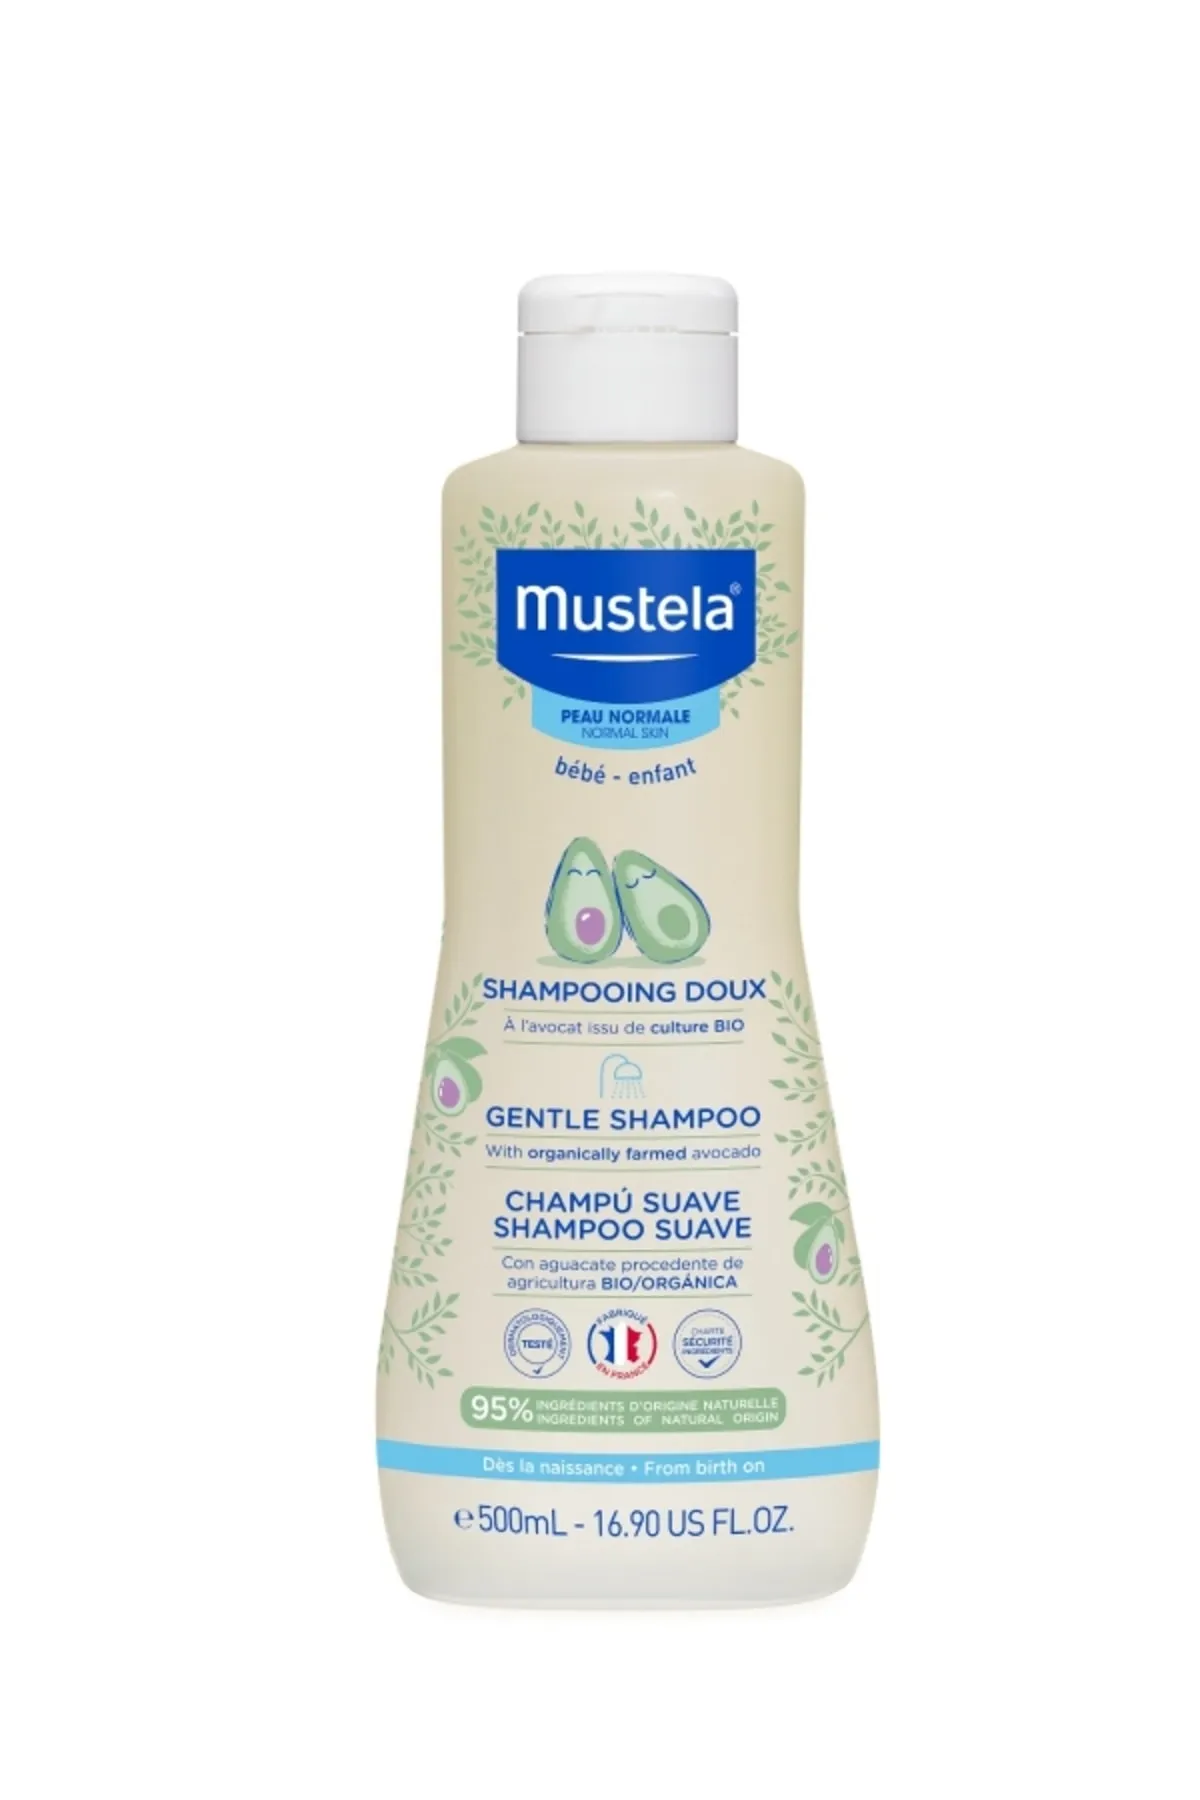 mustela®
PEAU NORMALE
NORMAL SKIN
bébé - enfant
SHAMPOOING DOUX
À l'avocat issu de culture BIO
GENTLE SHAMPOO
With organically farmed avocado
CHAMPÚ SUAVE
SHAMPOO SUAVE
Con aguacate procedente de
agricultura BIO/ORGÁNICA
DERMATOLOGIQUEMENT
TESTÉ
FABRIQUÉ
EN FRANCE
CHARTE
SÉCURITÉ
INGRÉDIENTS
95% INGRÉDIENTS D'ORIGINE NATURELLE
INGREDIENTS OF NATURAL ORIGIN
Dès la naissance • From birth on
℮ 500mL - 16.90 US FL.OZ.